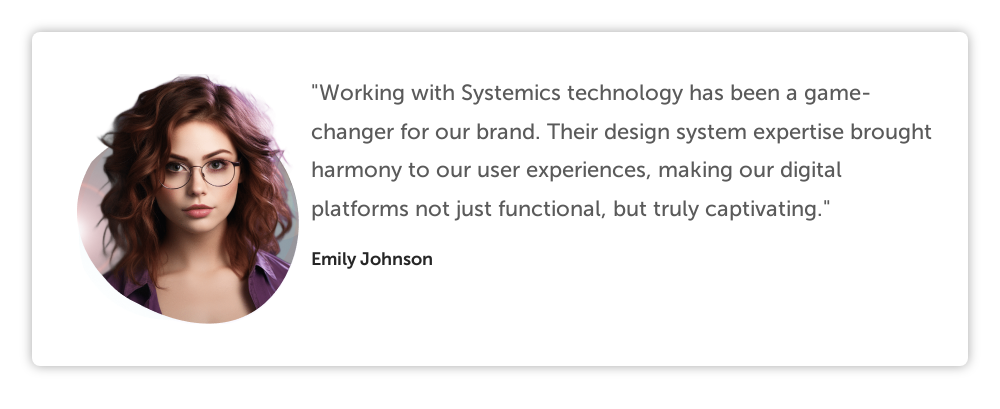 "Working with Systemics technology has been a game-
changer for our brand. Their design system expertise brought
harmony to our user experiences, making our digital
platforms not just functional, but truly captivating."
Emily Johnson